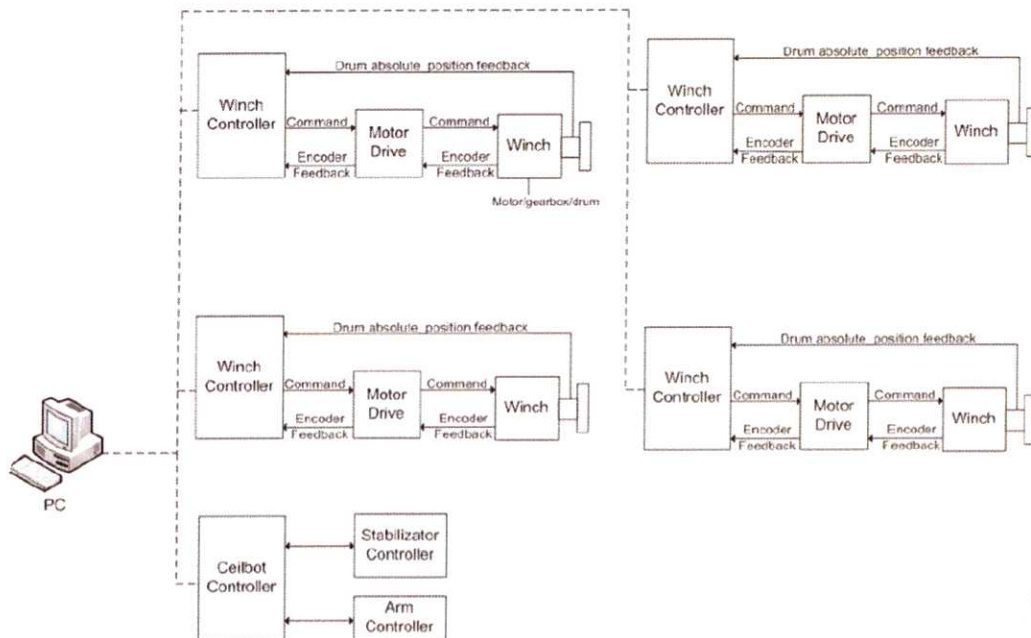 Drum absolute position feedback
Winch
Controller
Command
Motor
Drive
Command
Winch
Encoder
Feedback
Encoder
Feedback
Motor/gearbox/drum
Drum absolute position feedback
Winch
Controller
Command
Motor
Drive
Command
Winch
Encoder
Feedback
Encoder
Feedback
Drum absolute position feedback
Winch
Controller
Command
Motor
Drive
Command
Winch
Encoder
Feedback
Encoder
Feedback
Drum absolute position feedback
Winch
Controller
Command
Motor
Drive
Command
Winch
Encoder
Feedback
Encoder
Feedback
PC
Ceilbot
Controller
Stabilizator
Controller
Arm
Controller